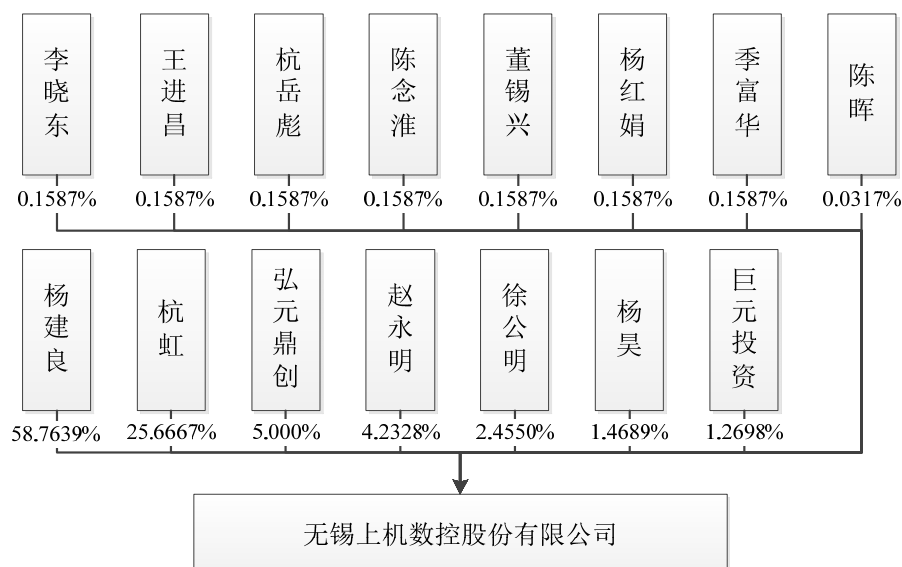 李晓东
王进昌
杭岳彪
陈念淮
董锡兴
杨红娟
季富华
陈晖
0.1587%
0.1587%
0.1587%
0.1587%
0.1587%
0.1587%
0.1587%
0.0317%
杨建良
杭虹
弘元鼎创
赵永明
徐公明
杨昊
巨元投资
58.7639%
25.6667%
5.000%
4.2328%
2.4550%
1.4689%
1.2698%
无锡上机数控股份有限公司